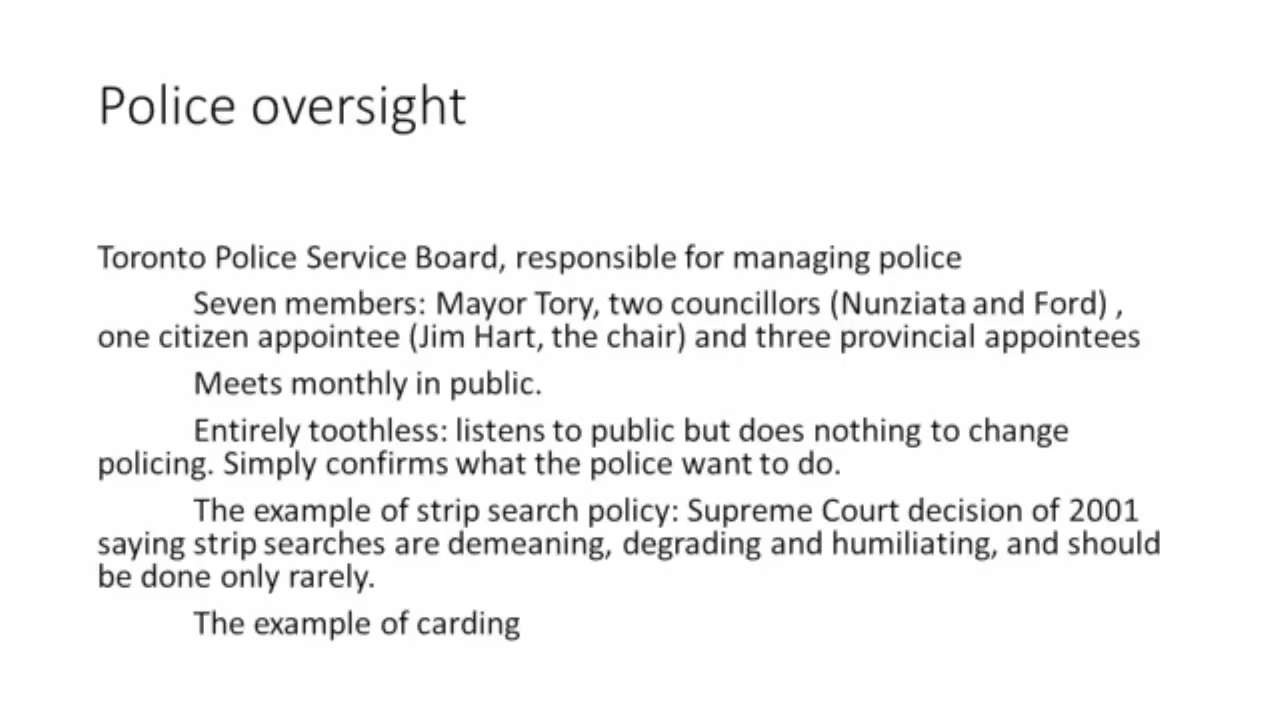 Police oversight
Toronto Police Service Board, responsible for managing police
Seven members: Mayor Tory, two councillors (Nunziata and Ford) ,
one citizen appointee (Jim Hart, the chair) and three provincial appointees
Meets monthly in public.
Entirely toothless: listens to public but does nothing to change
policing. Simply confirms what the police want to do.
The example of strip search policy: Supreme Court decision of 2001
saying strip searches are demeaning, degrading and humiliating, and should
be done only rarely.
The example of carding